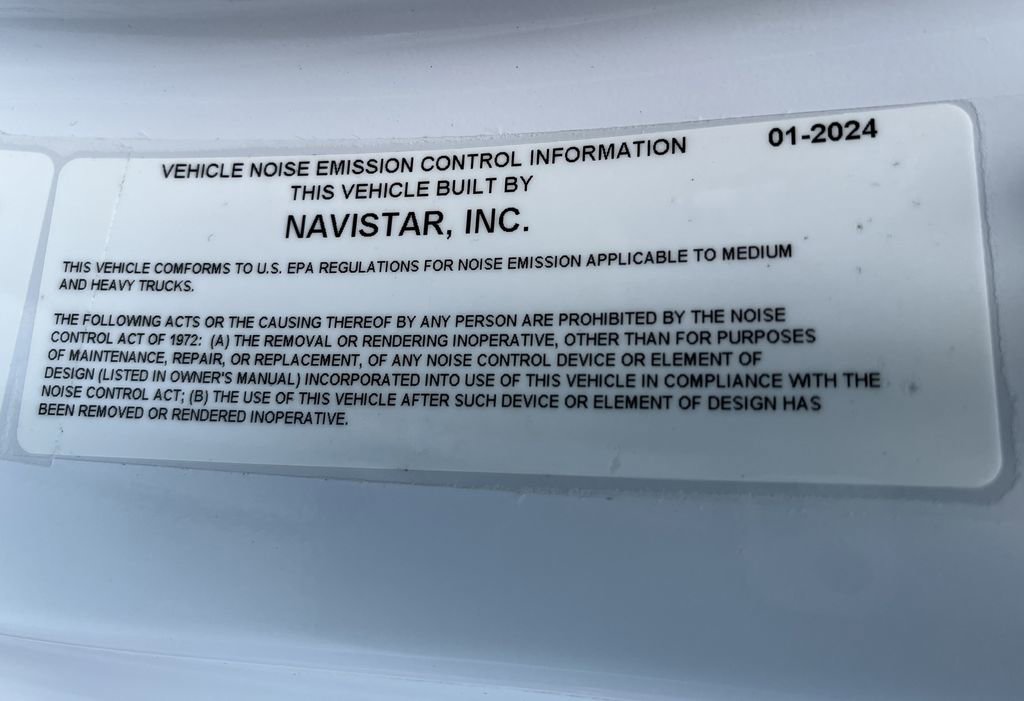 01-2024
VEHICLE NOISE EMISSION CONTROL INFORMATION
THIS VEHICLE BUILT BY
NAVISTAR, INC.
THIS VEHICLE COMFORMS TO U.S. EPA REGULATIONS FOR NOISE EMISSION APPLICABLE TO MEDIUM
AND HEAVY TRUCKS.
THE FOLLOWING ACTS OR THE CAUSING THEREOF BY ANY PERSON ARE PROHIBITED BY THE NOISE
CONTROL ACT OF 1972: (A) THE REMOVAL OR RENDERING INOPERATIVE, OTHER THAN FOR PURPOSES
OF MAINTENANCE, REPAIR, OR REPLACEMENT, OF ANY NOISE CONTROL DEVICE OR ELEMENT OF
DESIGN (LISTED IN OWNER'S MANUAL) INCORPORATED INTO USE OF THIS VEHICLE IN COMPLIANCE WITH THE
NOISE CONTROL ACT; (B) THE USE OF THIS VEHICLE AFTER SUCH DEVICE OR ELEMENT OF DESIGN HAS
BEEN REMOVED OR RENDERED INOPERATIVE.